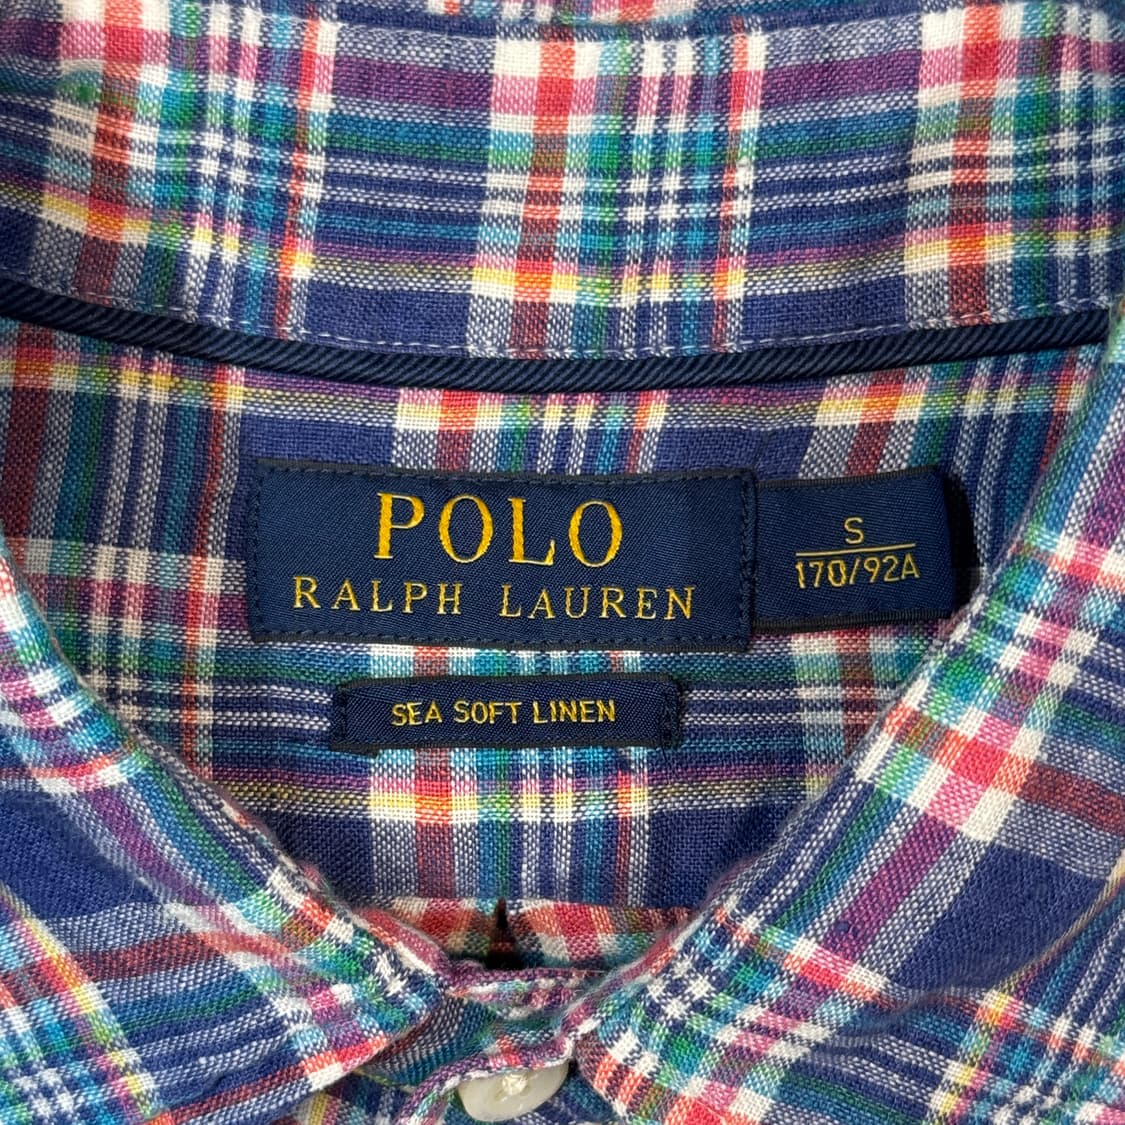 POLO
RALPH LAUREN
S
170/92A
SEA SOFT LINEN